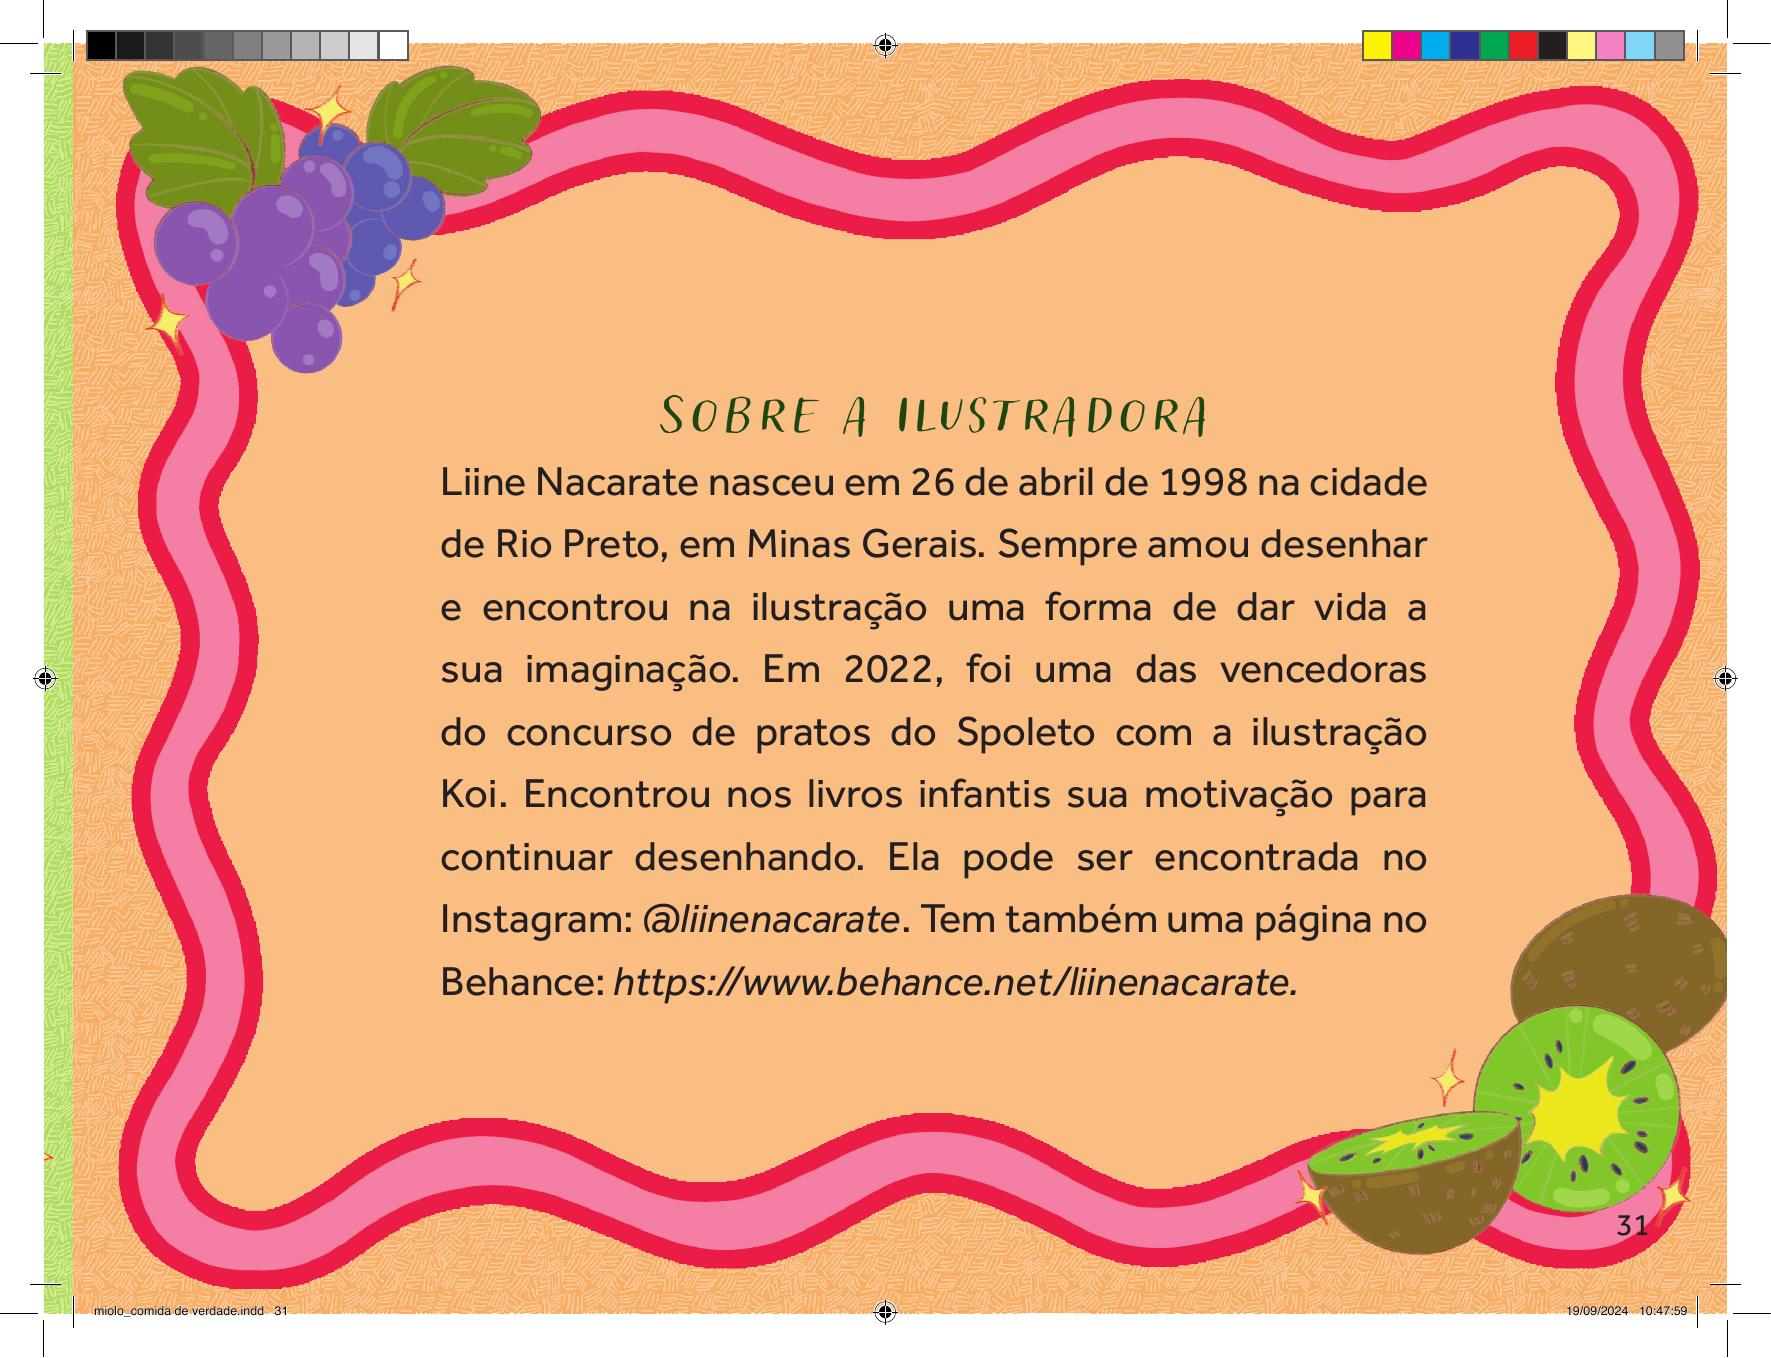 SOBRE A ILUSTRADORA
Liine Nacarate nasceu em 26 de abril de 1998 na cidade
de Rio Preto, em Minas Gerais. Sempre amou desenhar
e encontrou na ilustração uma forma de dar vida a
sua imaginação. Em 2022, foi uma das vencedoras
do concurso de pratos do Spoleto com a ilustração
Koi. Encontrou nos livros infantis sua motivação para
continuar desenhando. Ela pode ser encontrada no
Instagram: @liinenacarate. Tem também uma página no
Behance: https://www.behance.net/liinenacarate.
31
miolo_comida de verdade.indd 31
19/09/2024 10:47:59